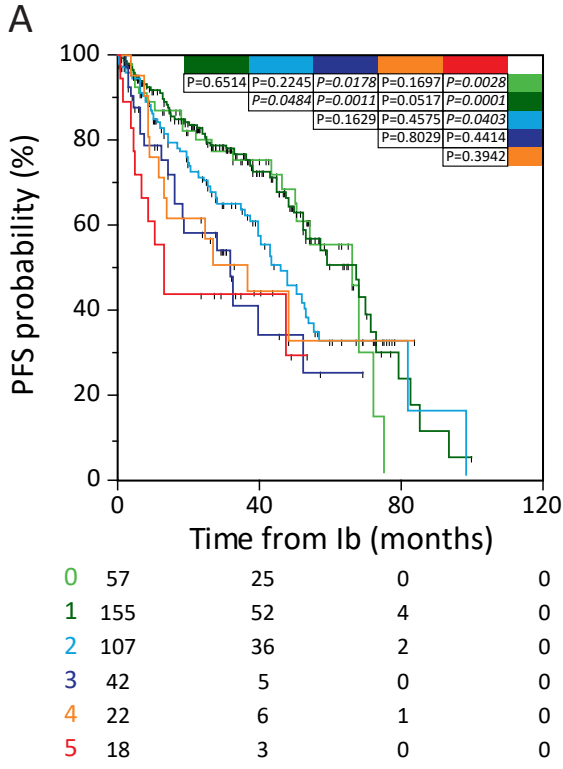 A
100
P=0.6514 P=0.2245 P=0.0178 P=0.1697 P=0.0028
P=0.0484 P=0.0011 P=0.0517 P=0.0001
80
P=0.1629 P=0.4575 P=0.0403
P=0.8029 P=0.4414
P=0.3942
60
PFS probability (%)
40
20
0
0 40 80 120
Time from Ib (months)
0 57 25 0 0
1 155 52 4 0
2 107 36 2 0
3 42 5 0 0
4 22 6 1 0
5 18 3 0 0